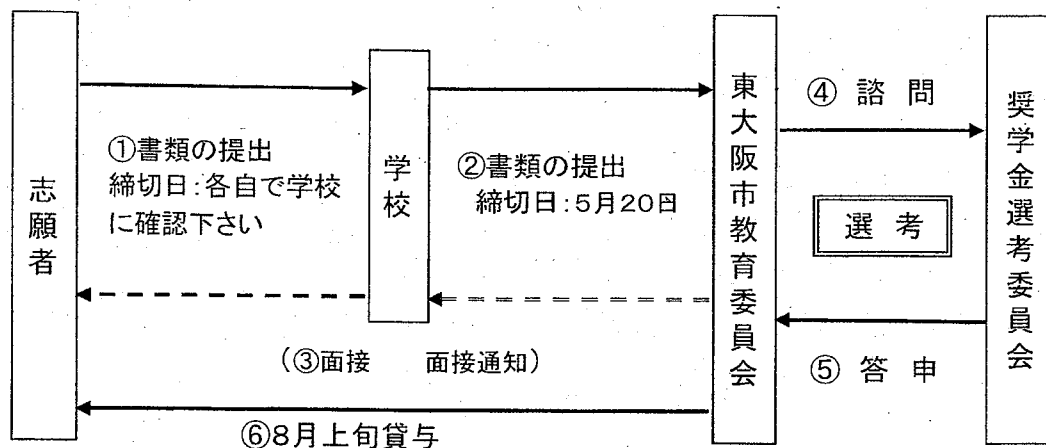 志願者
①書類の提出
締切日:各自で学校
に確認下さい
学校
②書類の提出
締切日:5月20日
東大阪市教育委員会
④ 諮 問
選 考
⑤ 答 申
奨学金選考委員会
(③面接 面接通知)
⑥8月上旬貸与